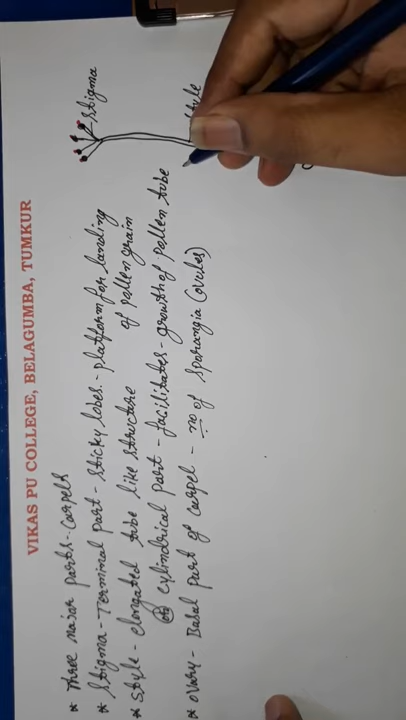 VIKAS PU COLLEGE, BELAGUMBA, TUMKUR
* Three major parts - carpels
* Stigma - Terminal part - sticky lobes - platform for landing
of pollen grain
* Style - elongated tube like structure
(or) cylindrical part - facilitates - growth of pollen tube
* Ovary - Basal part of carpel - no of sporangia (ovules)
Stigma
style